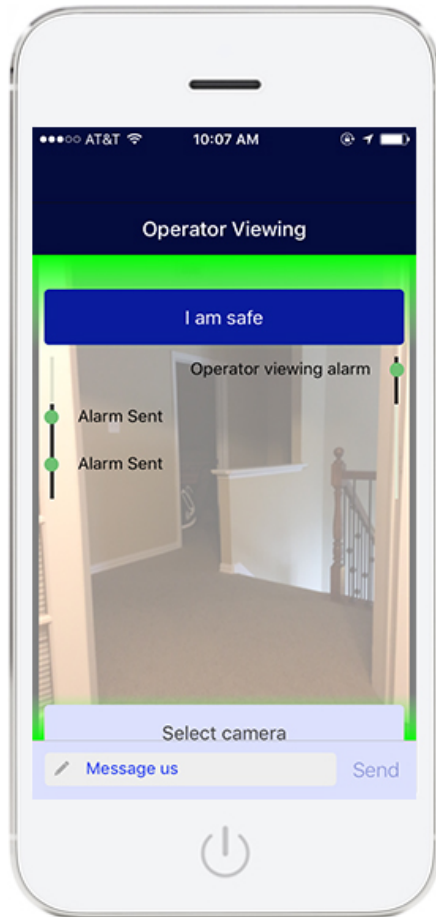 AT&T 10:07 AM
Operator Viewing
I am safe
Operator viewing alarm
Alarm Sent
Alarm Sent
Select camera
Message us Send